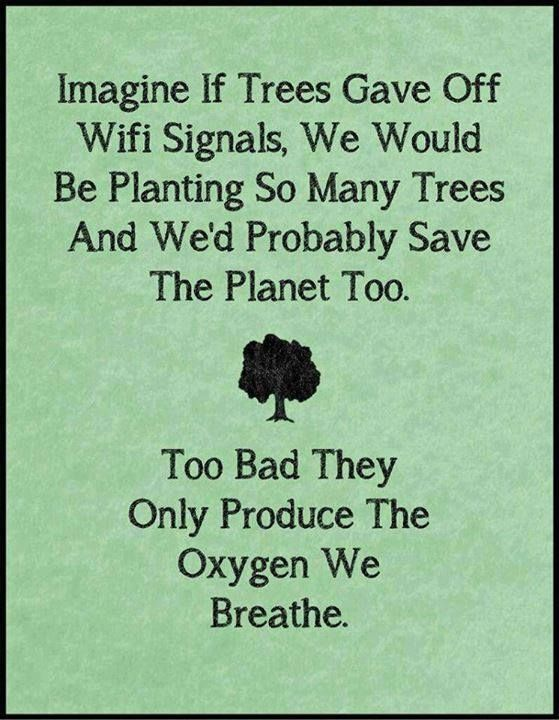 Imagine If Trees Gave Off
Wifi Signals, We Would
Be Planting So Many Trees
And We'd Probably Save
The Planet Too.
Too Bad They
Only Produce The
Oxygen We
Breathe.